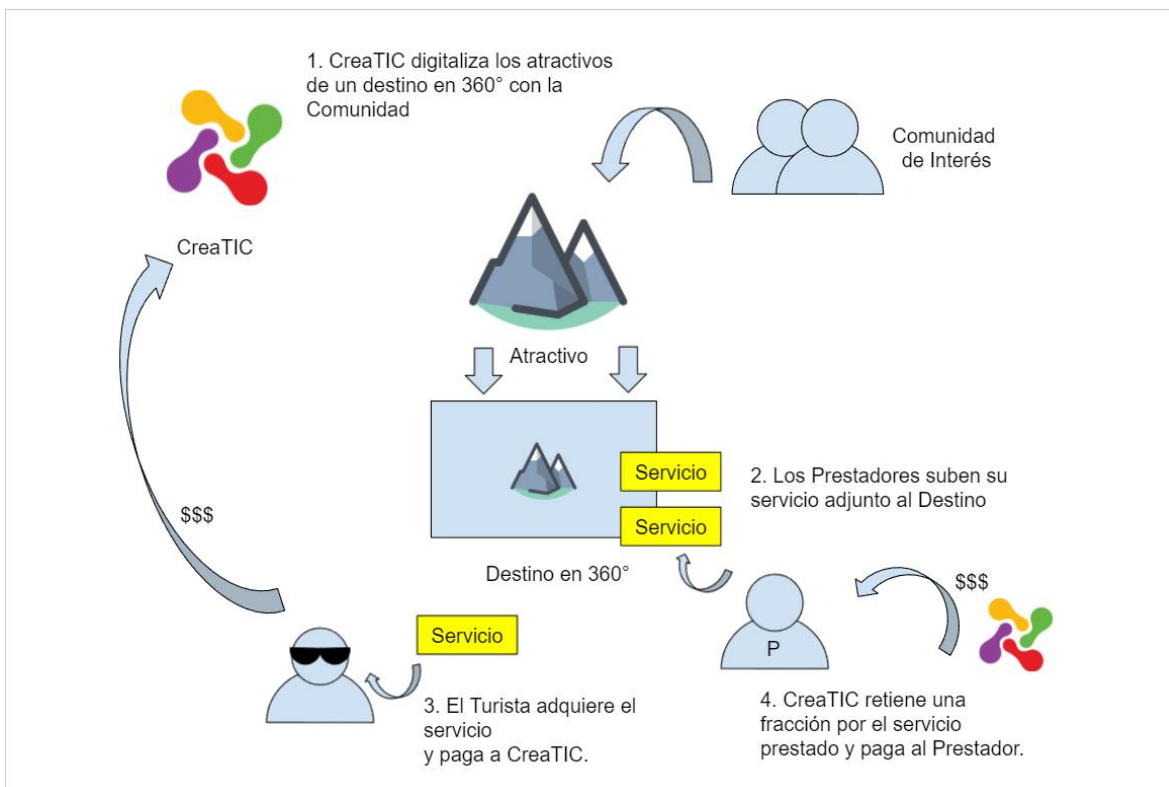 1. CreaTIC digitaliza los atractivos
de un destino en 360° con la
Comunidad
Comunidad
de Interés
CreaTIC
Atractivo
Servicio
2. Los Prestadores suben su
servicio adjunto al Destino
Servicio
$$$
Destino en 360°
$$$
Servicio
P
3. El Turista adquiere el
servicio
y paga a CreaTIC.
4. CreaTIC retiene una
fracción por el servicio
prestado y paga al Prestador.